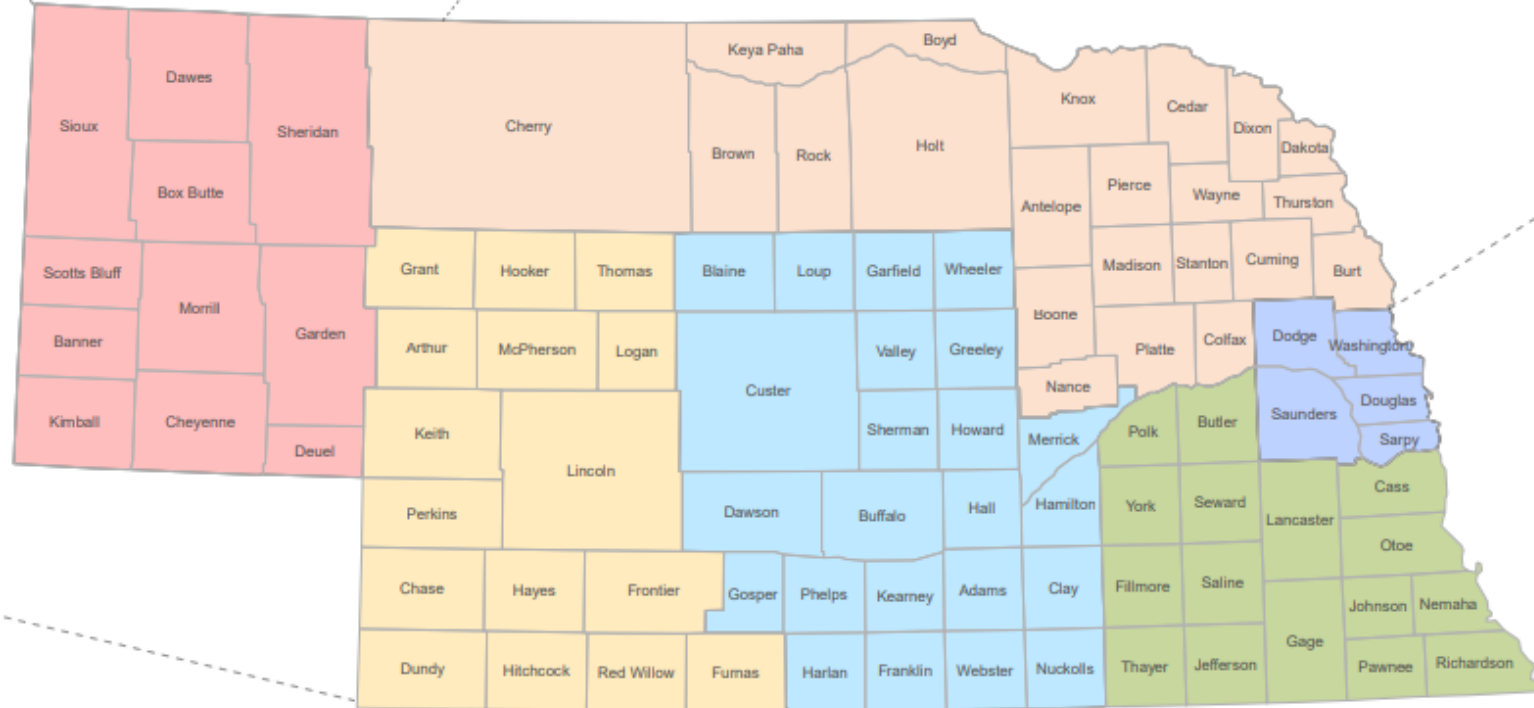 Boyd
Keya Paha
Dawes
Knox
Cedar
Sioux
Sheridan
Cherry
Dixon
Holt
Dakota
Brown
Rock
Pierce
Box Butte
Wayne
Thurston
Antelope
Scotts Bluff
Grant
Hooker
Thomas
Blaine
Loup
Garfield
Wheeler
Madison
Stanton
Cuming
Burt
Morrill
Boone
Banner
Garden
Arthur
McPherson
Logan
Valley
Greeley
Platte
Colfax
Dodge
Washington
Custer
Nance
Kimball
Cheyenne
Keith
Sherman
Howard
Merrick
Polk
Butler
Saunders
Douglas
Sarpy
Deuel
Lincoln
Perkins
Dawson
Buffalo
Hall
Hamilton
York
Seward
Lancaster
Cass
Otoe
Chase
Hayes
Frontier
Gosper
Phelps
Kearney
Adams
Clay
Fillmore
Saline
Johnson
Nemaha
Dundy
Hitchcock
Red Willow
Furnas
Harlan
Franklin
Webster
Nuckolls
Thayer
Jefferson
Gage
Pawnee
Richardson